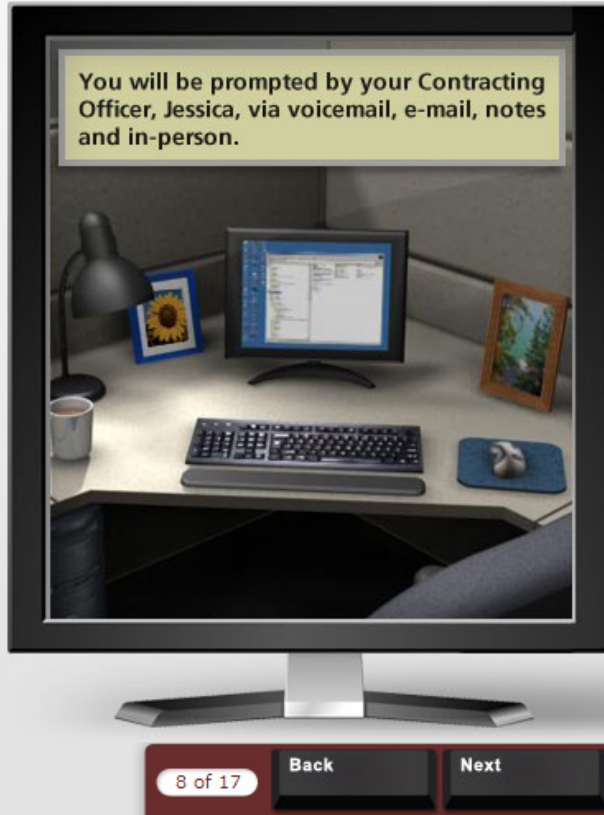 You will be prompted by your Contracting
Officer, Jessica, via voicemail, e-mail, notes
and in-person.
8 of 17
Back
Next